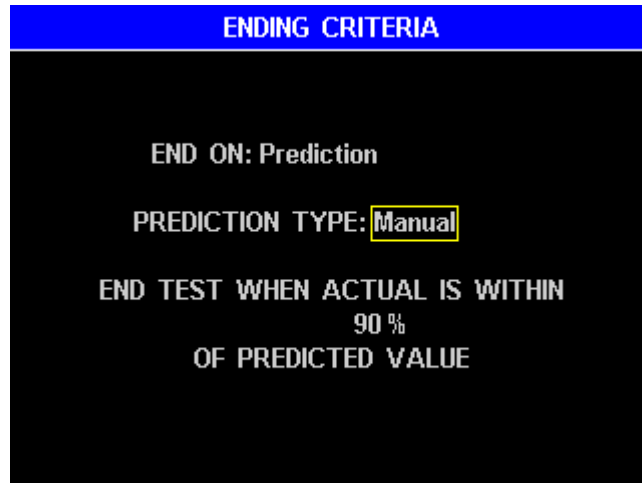 ENDING CRITERIA
END ON: Prediction
PREDICTION TYPE: Manual
END TEST WHEN ACTUAL IS WITHIN
90 %
OF PREDICTED VALUE